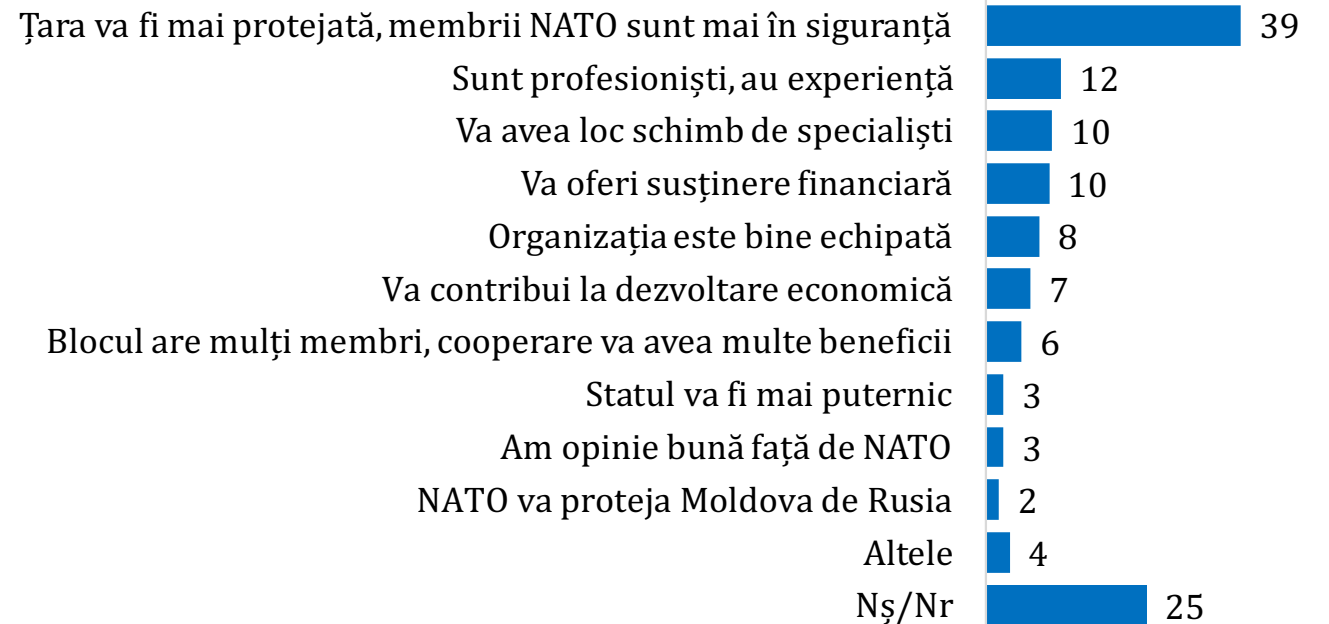 Țara va fi mai protejată, membrii NATO sunt mai în siguranță 39
Sunt profesioniști, au experiență 12
Va avea loc schimb de specialiști 10
Va oferi susținere financiară 10
Organizația este bine echipată 8
Va contribui la dezvoltare economică 7
Blocul are mulți membri, cooperare va avea multe beneficii 6
Statul va fi mai puternic 3
Am opinie bună față de NATO 3
NATO va proteja Moldova de Rusia 2
Altele 4
Nș/Nr 25